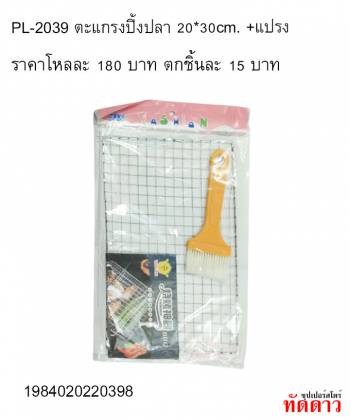 PL-2039 ตะแกรงปิ้งปลา 20*30cm. +แปรง
ราคาโหลละ 180 บาท ตกชิ้นละ 15 บาท
ASHAN
BBQ
1984020220398
ซุปเปอร์สโตร์
ทัดดาว